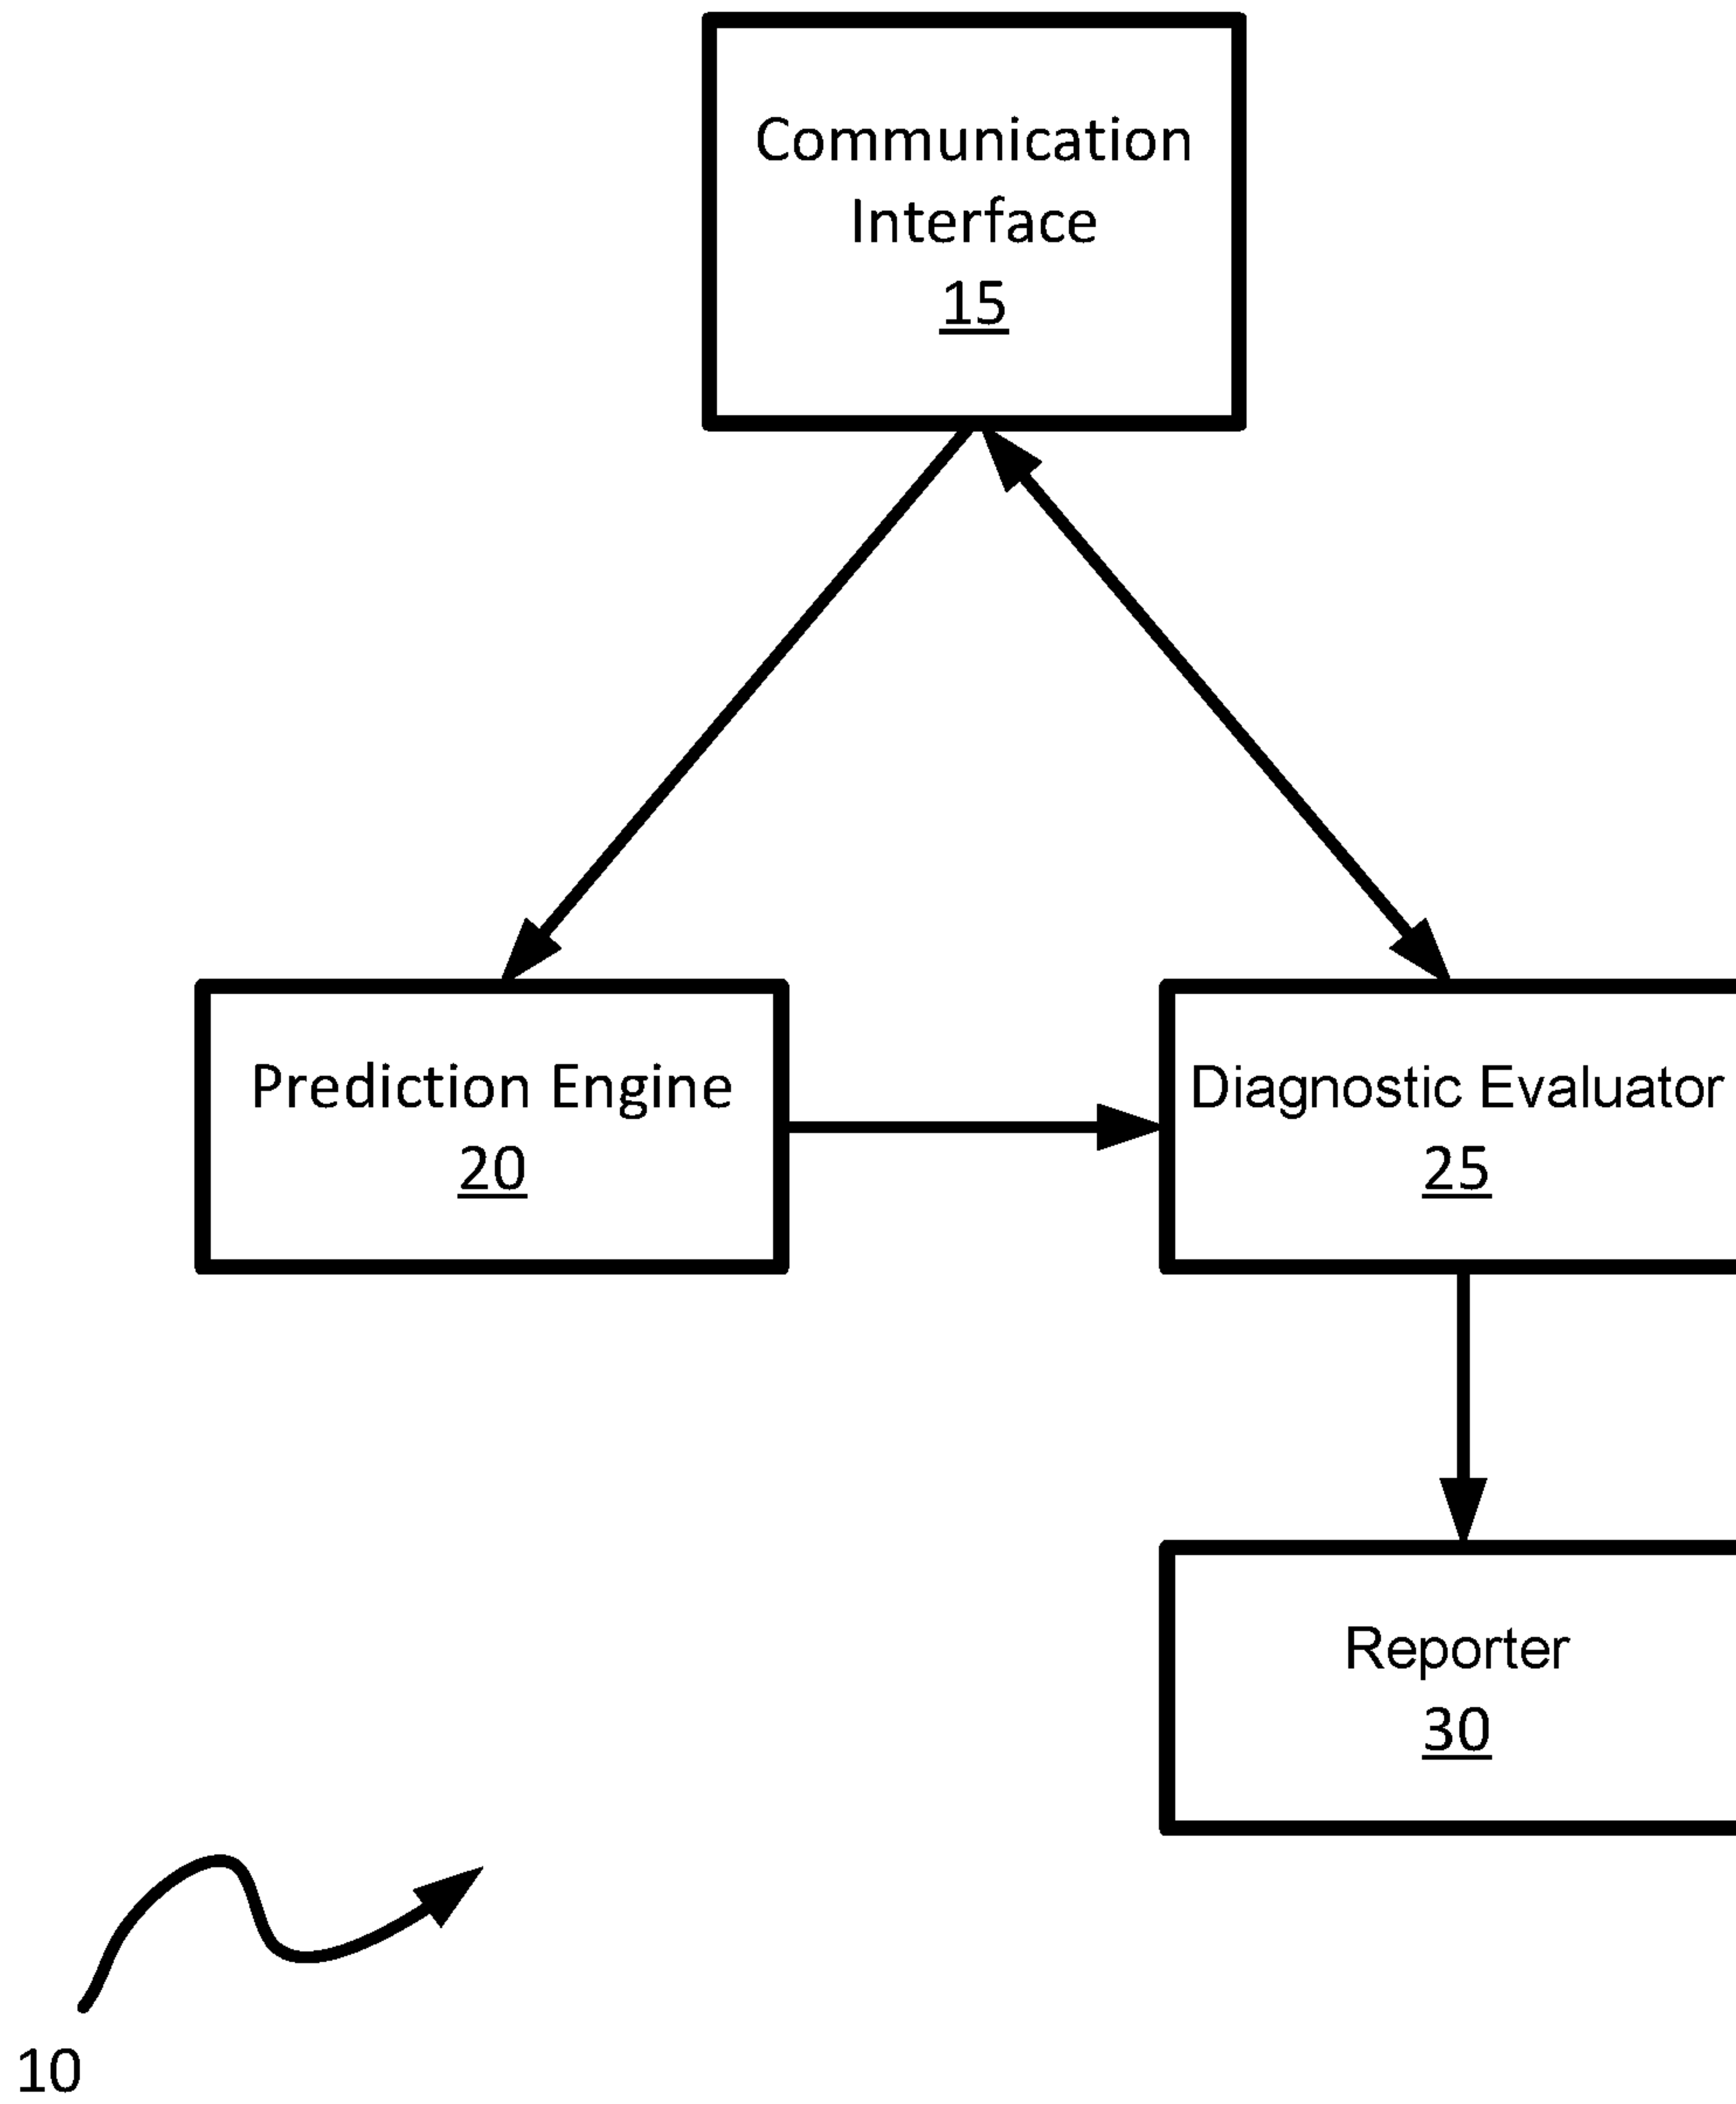 Communication
Interface
15
Prediction Engine
20
Diagnostic Evaluator
25
Reporter
30
10